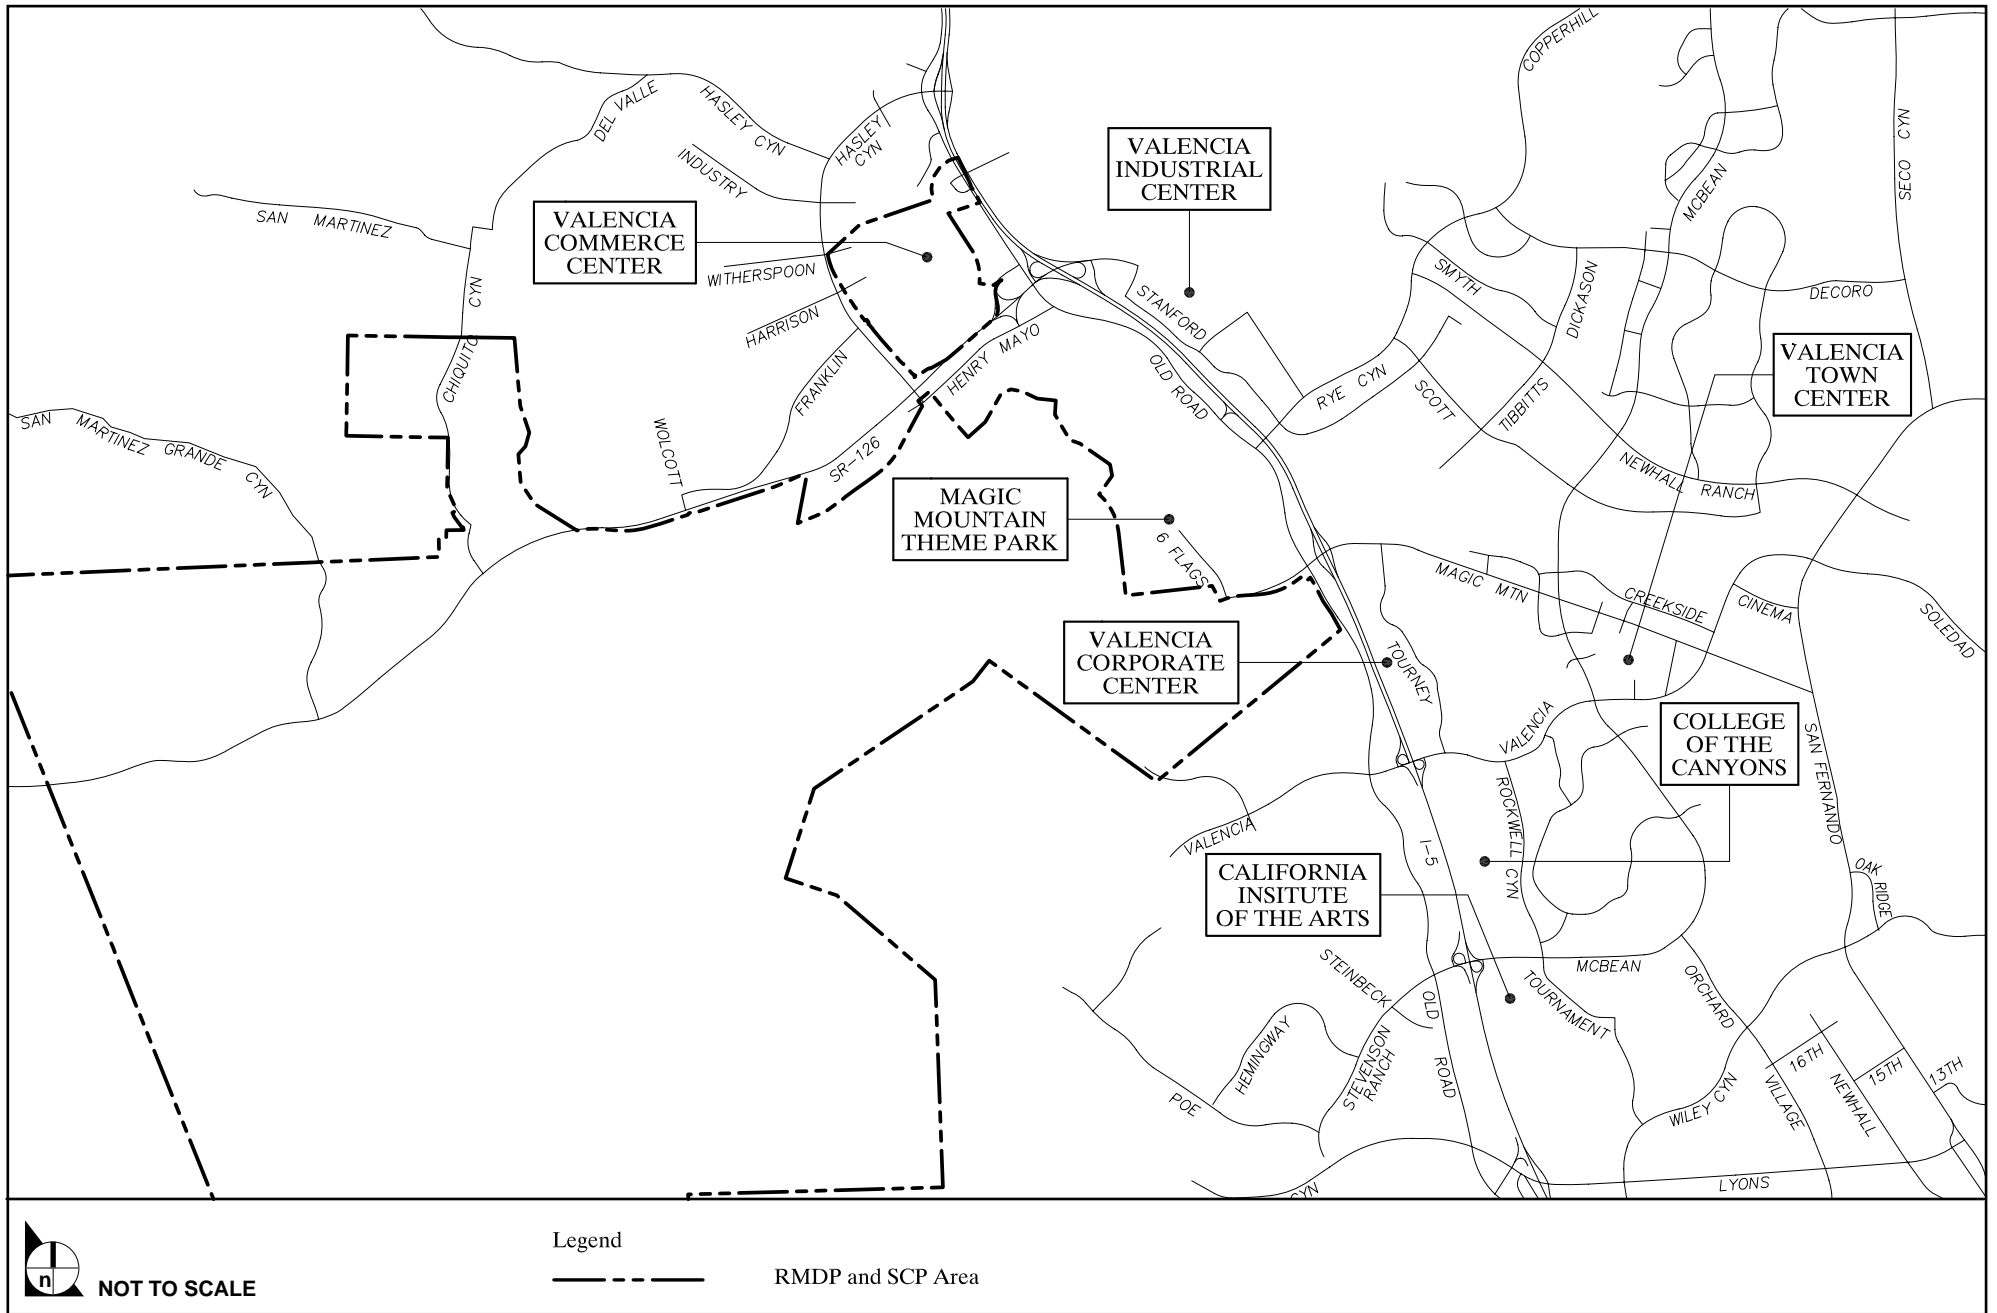 COPPERHILL
DEL VALLE
HASLEY CYN
HASLEY
CYN
INDUSTRY
SAN MARTINEZ
VALENCIA
COMMERCE
CENTER
WITHERSPOON
HARRISON
FRANKLIN
CHIQUITO CYN
SAN MARTINEZ GRANDE CYN
WOLCOTT
SR-126
HENRY MAYO
VALENCIA
INDUSTRIAL
CENTER
STANFORD
OLD ROAD
RYE CYN
SMYTH
SCOTT
TIBBITTS
DICKASON
MCBEAN
SECO CYN
DECORO
VALENCIA
TOWN
CENTER
NEWHALL RANCH
MAGIC
MOUNTAIN
THEME PARK
6 FLAGS
MAGIC MTN
CREEKSIDE
CINEMA
SOLEDAD
VALENCIA
CORPORATE
CENTER
TOURNEY
VALENCIA
COLLEGE
OF THE
CANYONS
SAN FERNANDO
ROCKWELL CYN
VALENCIA
I-5
CALIFORNIA
INSITUTE
OF THE ARTS
OAK
RIDGE
STEINBECK
OLD ROAD
MCBEAN
TOURNAMENT
ORCHARD VILLAGE
HEMINGWAY
STEVENSON
RANCH
POE
WILEY CYN
16TH
15TH
13TH
NEWHALL
LYONS
CYN
n
NOT TO SCALE
Legend
RMDP and SCP Area